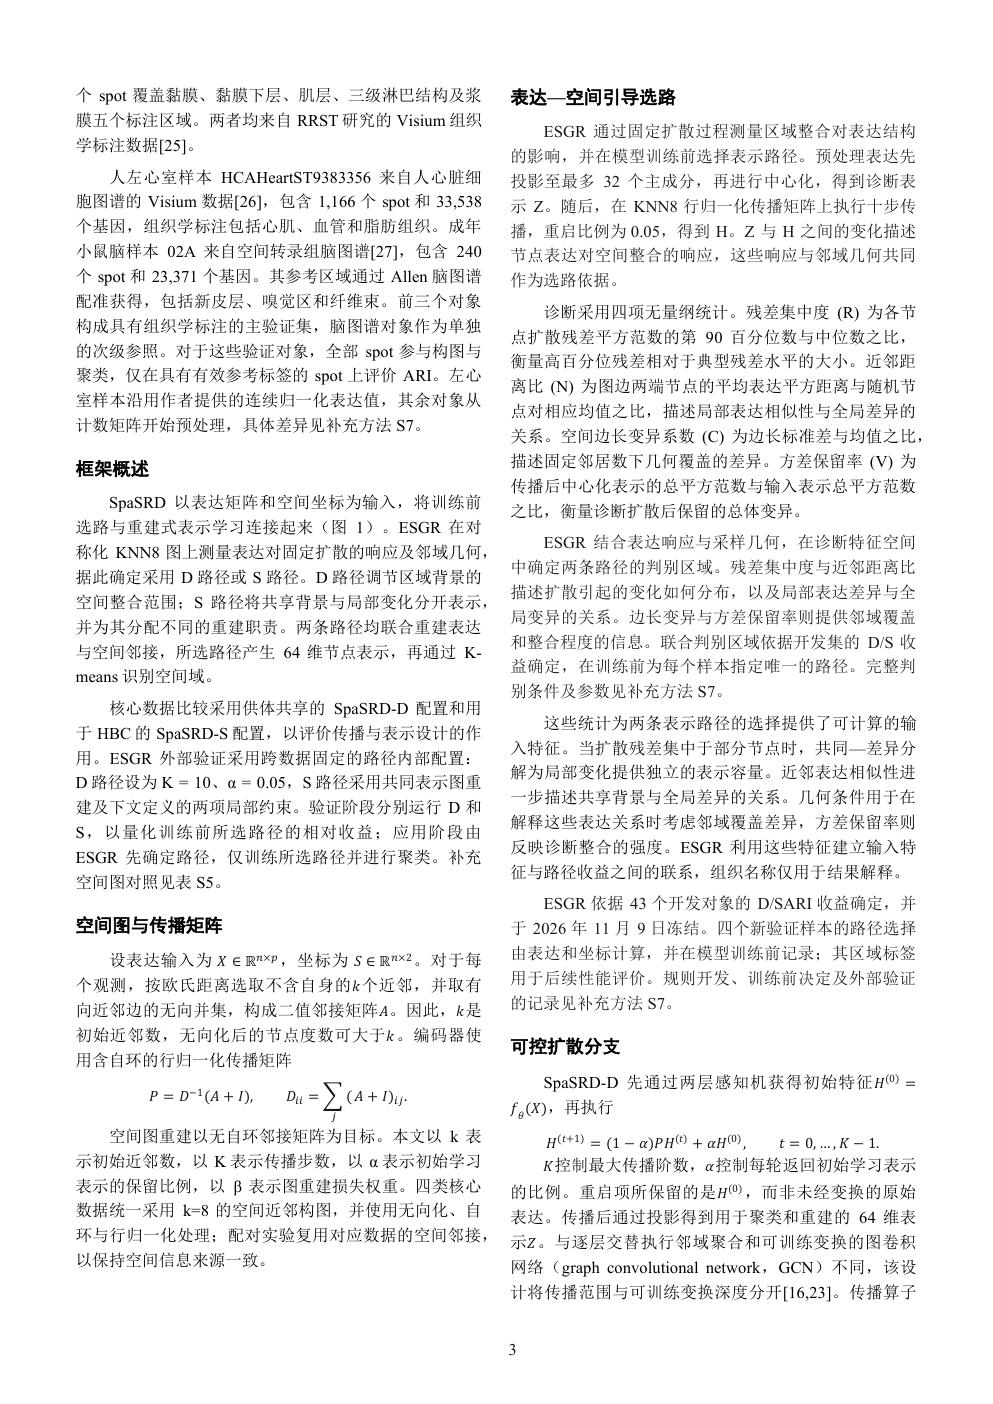 个 spot 覆盖黏膜、黏膜下层、肌层、三级淋巴结构及浆
膜五个标注区域。两者均来自 RRST 研究的 Visium 组织
学标注数据[25]。
人左心室样本 HCAHeartST9383356 来自人心脏细
胞图谱的 Visium 数据[26]，包含 1,166 个 spot 和 33,538
个基因，组织学标注包括心肌、血管和脂肪组织。成年
小鼠脑样本 02A 来自空间转录组脑图谱[27]，包含 240
个 spot 和 23,371 个基因。其参考区域通过 Allen 脑图谱
配准获得，包括新皮层、嗅觉区和纤维束。前三个对象
构成具有组织学标注的主验证集，脑图谱对象作为单独
的次级参照。对于这些验证对象，全部 spot 参与构图与
聚类，仅在具有有效参考标签的 spot 上评价 ARI。左心
室样本沿用作者提供的连续归一化表达值，其余对象从
计数矩阵开始预处理，具体差异见补充方法 S7。
框架概述
SpaSRD 以表达矩阵和空间坐标为输入，将训练前
选路与重建式表示学习连接起来（图 1）。ESGR 在对
称化 KNN8 图上测量表达对固定扩散的响应及邻域几何，
据此确定采用 D 路径或 S 路径。D 路径调节区域背景的
空间整合范围；S 路径将共享背景与局部变化分开表示，
并为其分配不同的重建职责。两条路径均联合重建表达
与空间邻接，所选路径产生 64 维节点表示，再通过 K-
means 识别空间域。
核心数据比较采用供体共享的 SpaSRD-D 配置和用
于 HBC 的 SpaSRD-S 配置，以评价传播与表示设计的作
用。ESGR 外部验证采用跨数据固定的路径内部配置：
D 路径设为 K = 10、α = 0.05，S 路径采用共同表示图重
建及下文定义的两项局部约束。验证阶段分别运行 D 和
S，以量化训练前所选路径的相对收益；应用阶段由
ESGR 先确定路径，仅训练所选路径并进行聚类。补充
空间图对照见表 S5。
空间图与传播矩阵
设表达输入为 X ∈ ℝⁿˣᵖ，坐标为 S ∈ ℝⁿˣ²。对于每
个观测，按欧氏距离选取不含自身的k个近邻，并取有
向近邻边的无向并集，构成二值邻接矩阵A。因此，k是
初始近邻数，无向化后的节点度数可大于k。编码器使
用含自环的行归一化传播矩阵
P = D⁻¹(A + I), D_{ii} = ∑_j (A + I)_{ij}.
空间图重建以无自环邻接矩阵为目标。本文以 k 表
示初始近邻数，以 K 表示传播步数，以 α 表示初始学习
表示的保留比例，以 β 表示图重建损失权重。四类核心
数据统一采用 k=8 的空间近邻构图，并使用无向化、自
环与行归一化处理；配对实验复用对应数据的空间邻接，
以保持空间信息来源一致。
表达—空间引导选路
ESGR 通过固定扩散过程测量区域整合对表达结构
的影响，并在模型训练前选择表示路径。预处理表达先
投影至最多 32 个主成分，再进行中心化，得到诊断表
示 Z。随后，在 KNN8 行归一化传播矩阵上执行十步传
播，重启比例为 0.05，得到 H。Z 与 H 之间的变化描述
节点表达对空间整合的响应，这些响应与邻域几何共同
作为选路依据。
诊断采用四项无量纲统计。残差集中度 (R) 为各节
点扩散残差平方范数的第 90 百分位数与中位数之比，
衡量高百分位残差相对于典型残差水平的大小。近邻距
离比 (N) 为图边两端节点的平均表达平方距离与随机节
点对相应均值之比，描述局部表达相似性与全局差异的
关系。空间边长变异系数 (C) 为边长标准差与均值之比，
描述固定邻居数下几何覆盖的差异。方差保留率 (V) 为
传播后中心化表示的总平方范数与输入表示总平方范数
之比，衡量诊断扩散后保留的总体变异。
ESGR 结合表达响应与采样几何，在诊断特征空间
中确定两条路径的判别区域。残差集中度与近邻距离比
描述扩散引起的变化如何分布，以及局部表达差异与全
局变异的关系。边长变异与方差保留率则提供邻域覆盖
和整合程度的信息。联合判别区域依据开发集的 D/S 收
益确定，在训练前为每个样本指定唯一的路径。完整判
别条件及参数见补充方法 S7。
这些统计为两条表示路径的选择提供了可计算的输
入特征。当扩散残差集中于部分节点时，共同—差异分
解为局部变化提供独立的表示容量。近邻表达相似性进
一步描述共享背景与全局差异的关系。几何条件用于在
解释这些表达关系时考虑邻域覆盖差异，方差保留率则
反映诊断整合的强度。ESGR 利用这些特征建立输入特
征与路径收益之间的联系，组织名称仅用于结果解释。
ESGR 依据 43 个开发对象的 D/SARI 收益确定，并
于 2026 年 11 月 9 日冻结。四个新验证样本的路径选择
由表达和坐标计算，并在模型训练前记录；其区域标签
用于后续性能评价。规则开发、训练前决定及外部验证
的记录见补充方法 S7。
可控扩散分支
SpaSRD-D 先通过两层感知机获得初始特征H⁽⁰⁾ =
f_θ(X)，再执行
H⁽ᵗ⁺¹⁾ = (1 − α)PH⁽ᵗ⁾ + αH⁽⁰⁾, t = 0, … , K − 1.
K控制最大传播阶数，α控制每轮返回初始学习表示
的比例。重启项所保留的是H⁽⁰⁾，而非未经变换的原始
表达。传播后通过投影得到用于聚类和重建的 64 维表
示Z。与逐层交替执行邻域聚合和可训练变换的图卷积
网络（graph convolutional network，GCN）不同，该设
计将传播范围与可训练变换深度分开[16,23]。传播算子
3